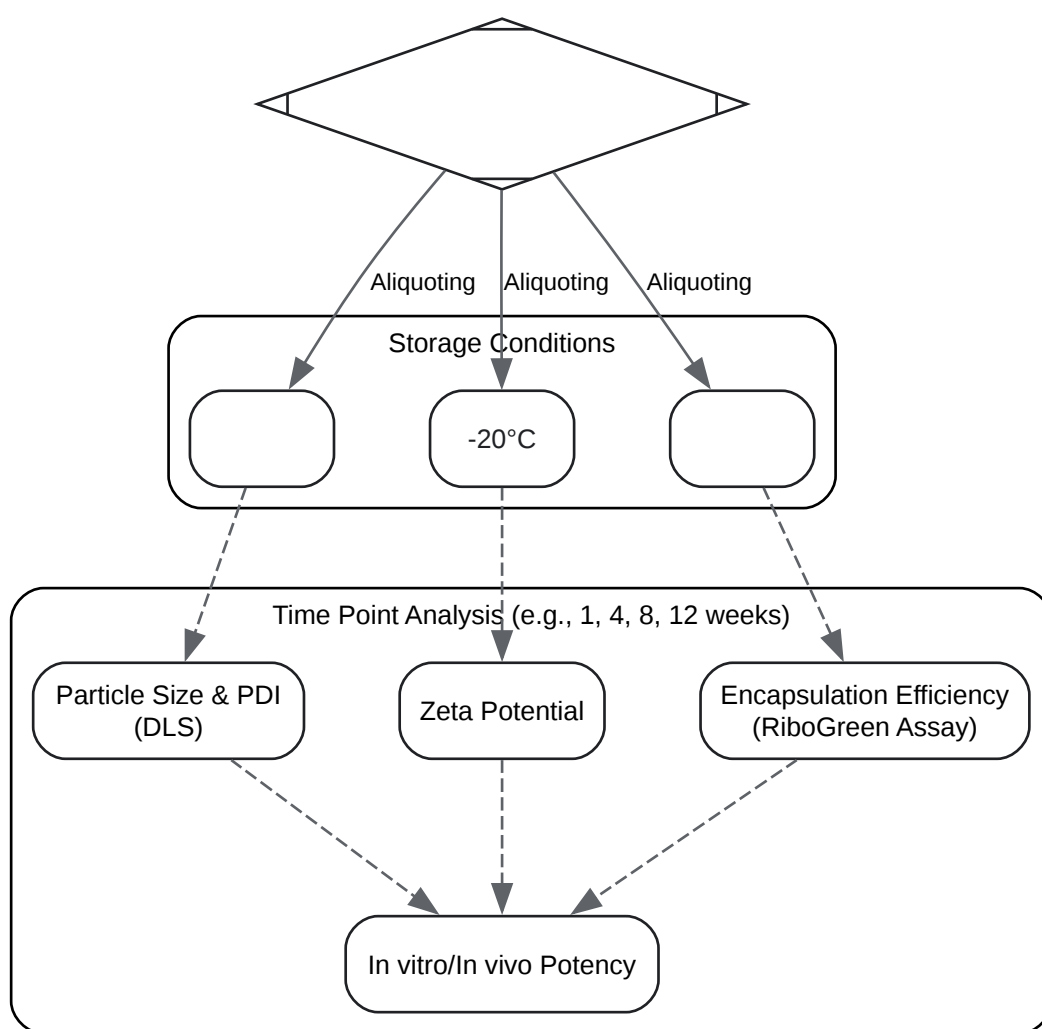 Aliquoting
Aliquoting
Aliquoting
Storage Conditions
-20°C
Time Point Analysis (e.g., 1, 4, 8, 12 weeks)
Particle Size & PDI
(DLS)
Zeta Potential
Encapsulation Efficiency
(RiboGreen Assay)
In vitro/In vivo Potency